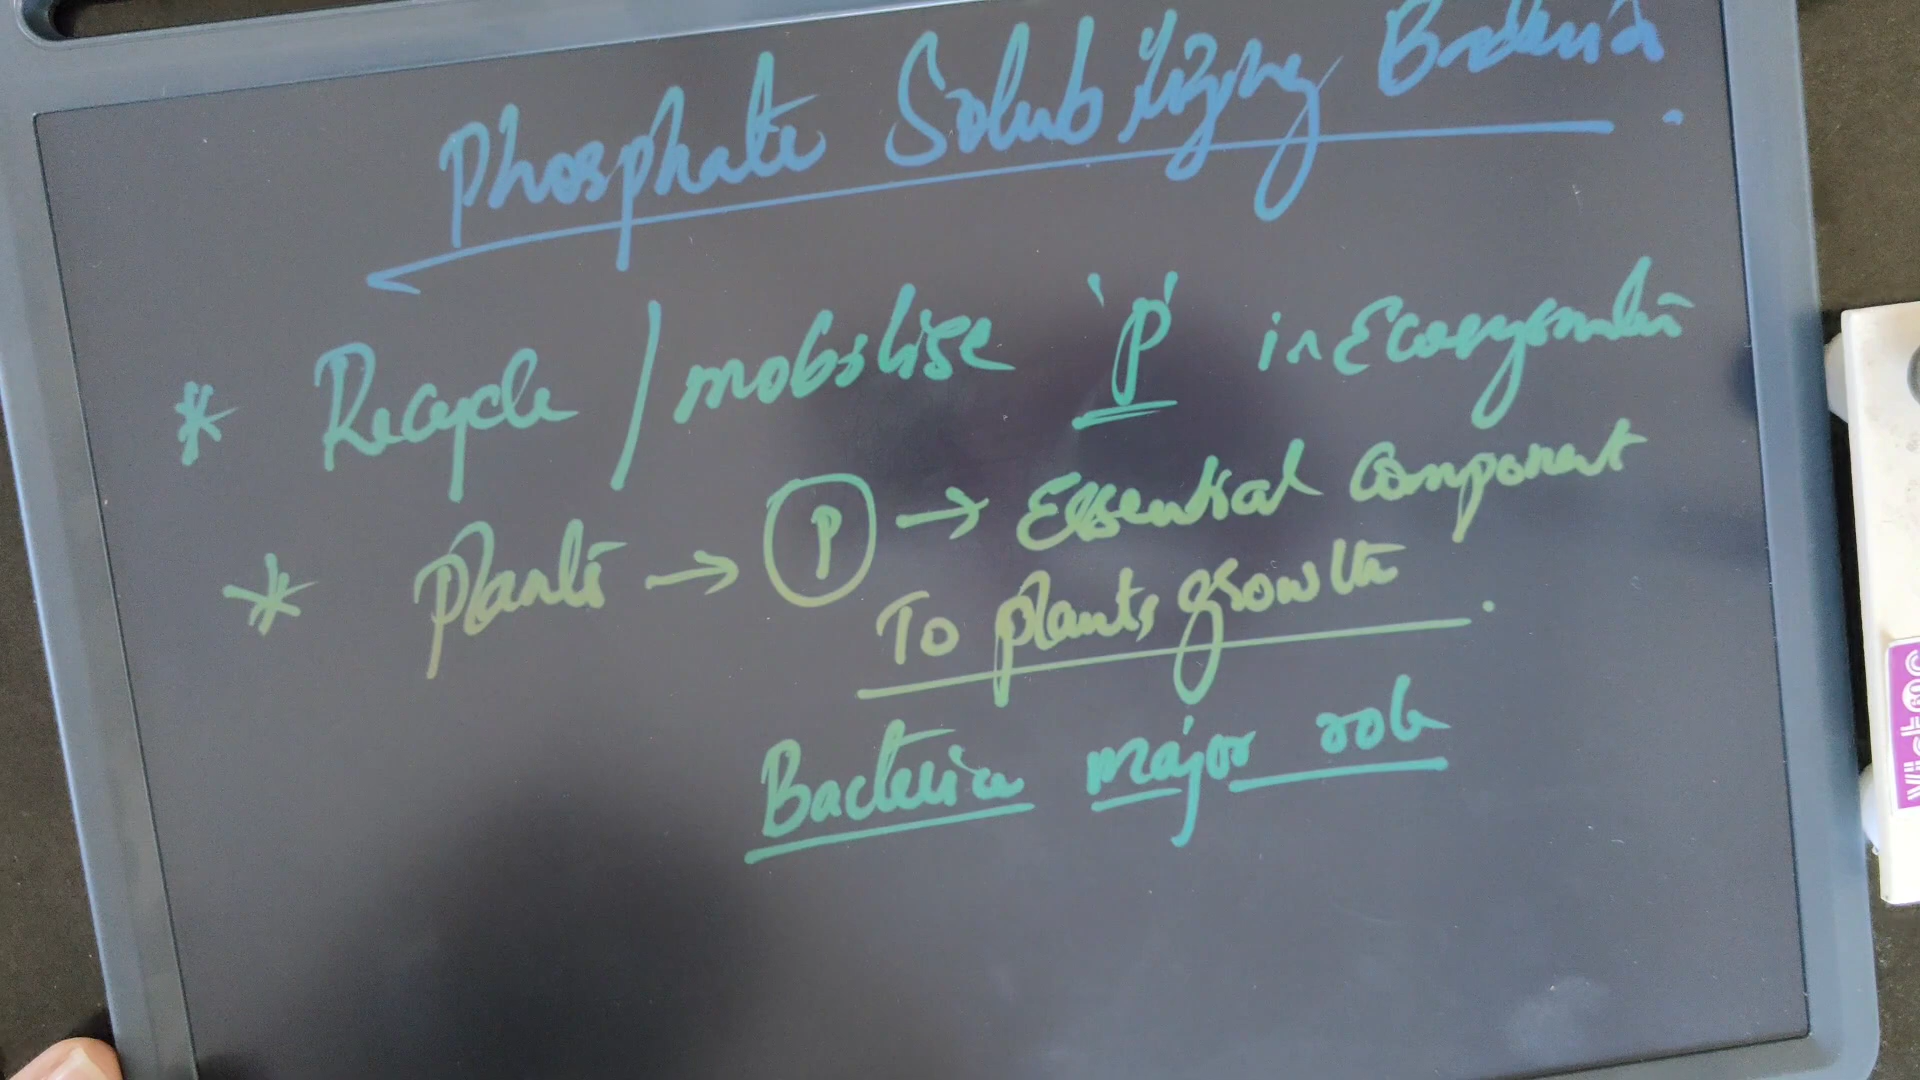 Phosphate Solubilizing Bacteria.
* Recycle / mobilise 'P' in Ecosystem
* Plants → P → Essential component
To plants growth.
Bacteria major role